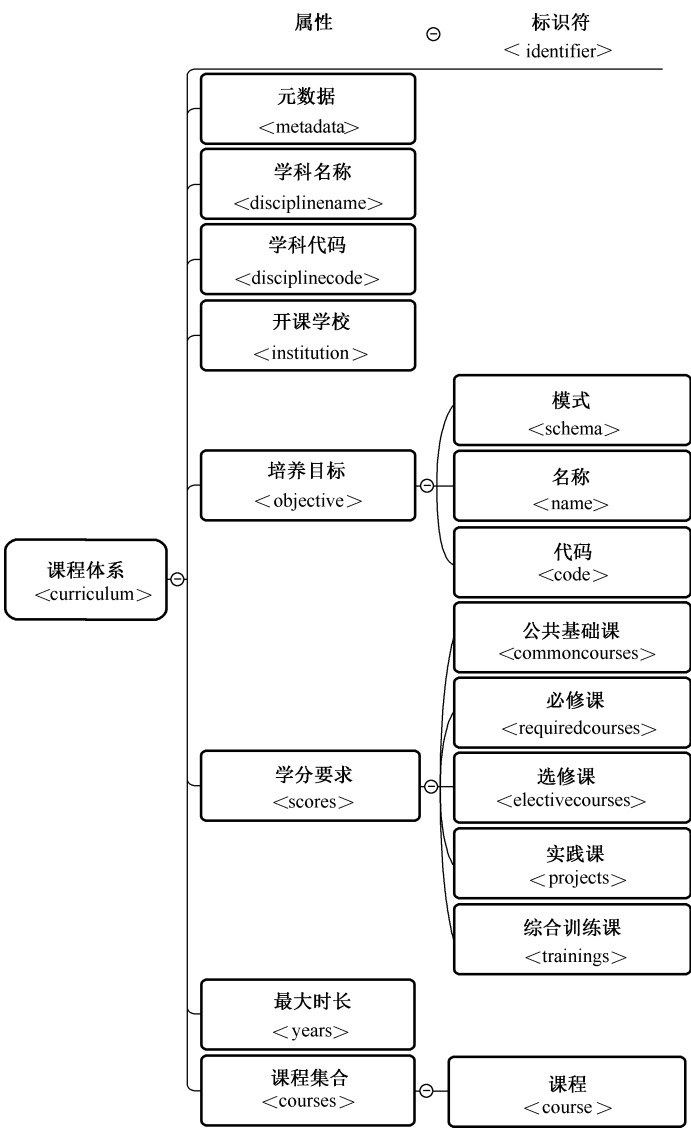 属性
标识符
< identifier>
元数据
<metadata>
学科名称
<disciplinename>
学科代码
<disciplinecode>
开课学校
<institution>
培养目标
<objective>
模式
<schema>
名称
<name>
代码
<code>
课程体系
<curriculum>
学分要求
<scores>
公共基础课
<commoncourses>
必修课
<requiredcourses>
选修课
<electivecourses>
实践课
< projects>
综合训练课
<trainings>
最大时长
< years>
课程集合
<courses>
课程
<course >